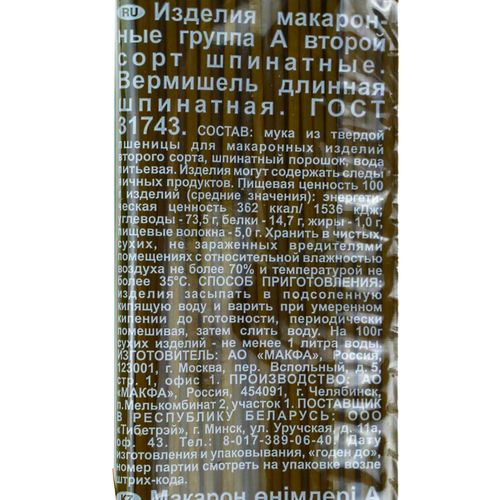 RU Изделия макарон-
ные группа А второй
сорт шпинатные.
Вермишель длинная
шпинатная. ГОСТ
31743. СОСТАВ: мука из твердой
пшеницы для макаронных изделий
второго сорта, шпинатный порошок, вода
питьевая. Изделия могут содержать следы
яичных продуктов. Пищевая ценность 100
г изделий (средние значения): энергети-
ческая ценность 362 ккал/ 1536 кДж;
углеводы - 73,5 г, белки - 14,7 г, жиры - 1,0 г,
пищевые волокна - 5,0 г. Хранить в чистых,
сухих, не зараженных вредителями
помещениях с относительной влажностью
воздуха не более 70% и температурой не
более 35°С. СПОСОБ ПРИГОТОВЛЕНИЯ:
изделия засыпать в подсоленную
кипящую воду и варить при умеренном
кипении до готовности, периодически
помешивая, затем слить воду. На 100г
сухих изделий - не менее 1 литра воды.
ИЗГОТОВИТЕЛЬ: АО «МАКФА», Россия,
123001, г. Москва, пер. Вспольный, д. 5,
стр. 1, офис 1. ПРОИЗВЕДЕНО: АО
«МАКФА», Россия, 454091, г. Челябинск,
п.Мелькомбинат 2, участок 1. ПОСТАВЩИК
В РЕСПУБЛИКУ БЕЛАРУСЬ: ООО
«Тибетрэй», г. Минск, ул. Уручская, д. 11а,
оф. 43. Тел.: 8-017-389-06-40. Дату
изготовления и упаковывания, «годен до»,
номер партии смотреть на упаковке возле
штрих-кода.
Макарон өнімлері